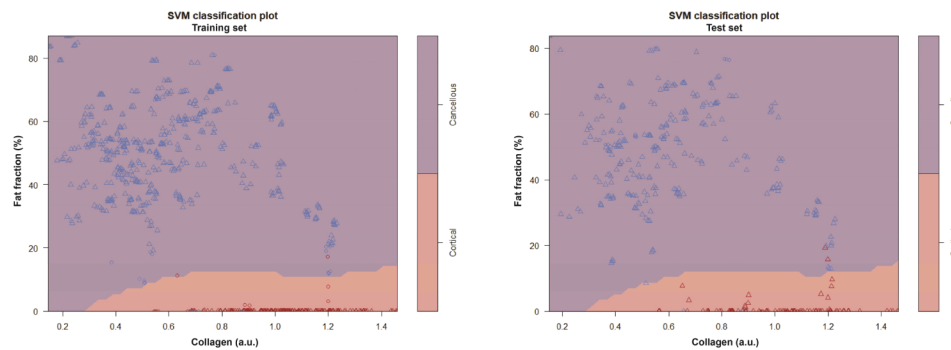 SVM classification plot
Training set
Fat fraction (%)
80
60
40
20
0
0.2 0.4 0.6 0.8 1.0 1.2 1.4
Collagen (a.u.)
Cancellous
Cortical
SVM classification plot
Test set
Fat fraction (%)
80
60
40
20
0
0.2 0.4 0.6 0.8 1.0 1.2 1.4
Collagen (a.u.)